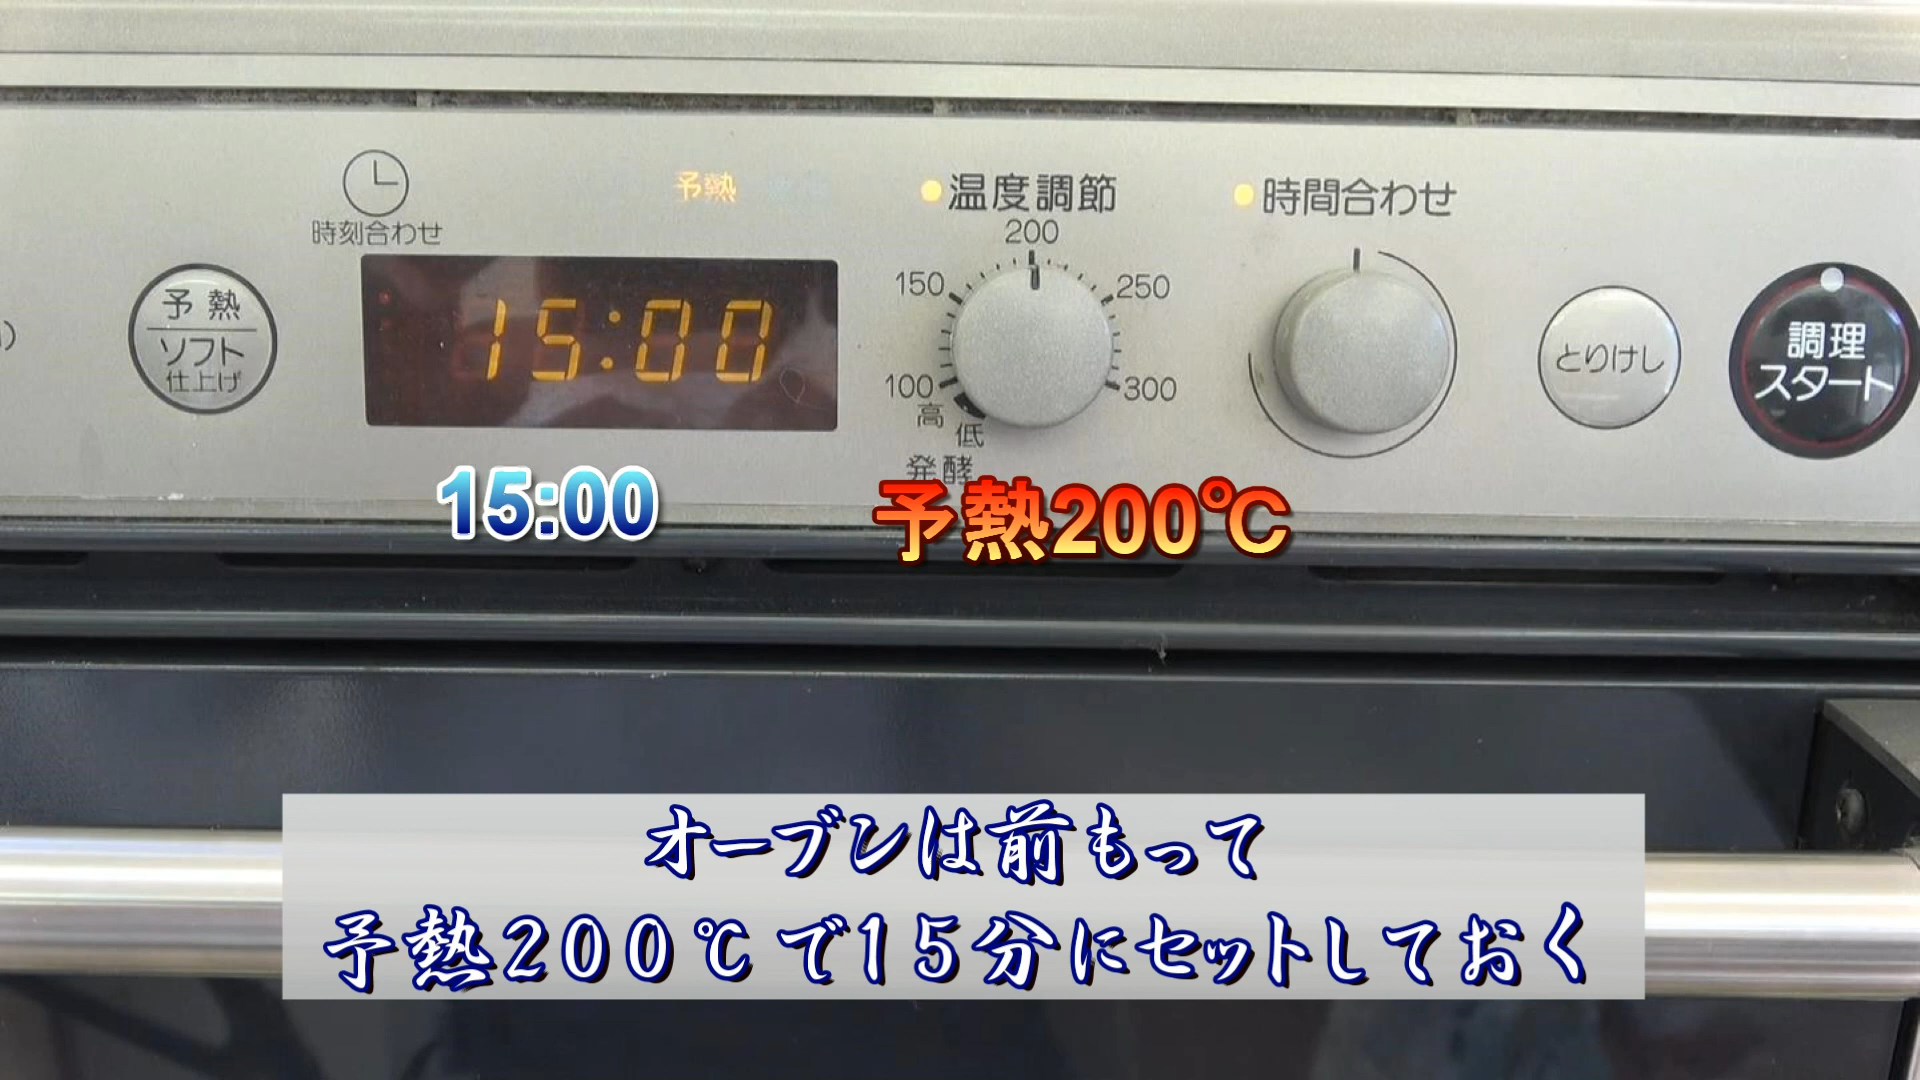 時刻合わせ
予熱
温度調節
時間合わせ
予熱
ソフト
仕上げ
15:00
200
150
250
100
300
高
低
発酵
とりけし
調理
スタート
15:00
予熱200℃
オーブンは前もって
予熱200℃で15分にセットしておく